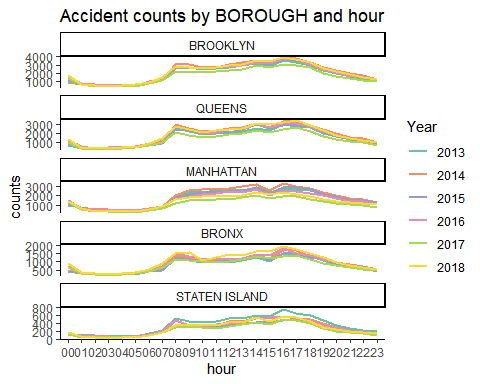 Accident counts by BOROUGH and hour
BROOKLYN
4000
3000
2000
1000
QUEENS
3000
2000
1000
MANHATTAN
3000
2000
1000
BRONX
2000
1500
1000
500
STATEN ISLAND
800
600
400
200
0
000102030405060708091011121314151617181920212223
hour
counts
Year
2013
2014
2015
2016
2017
2018